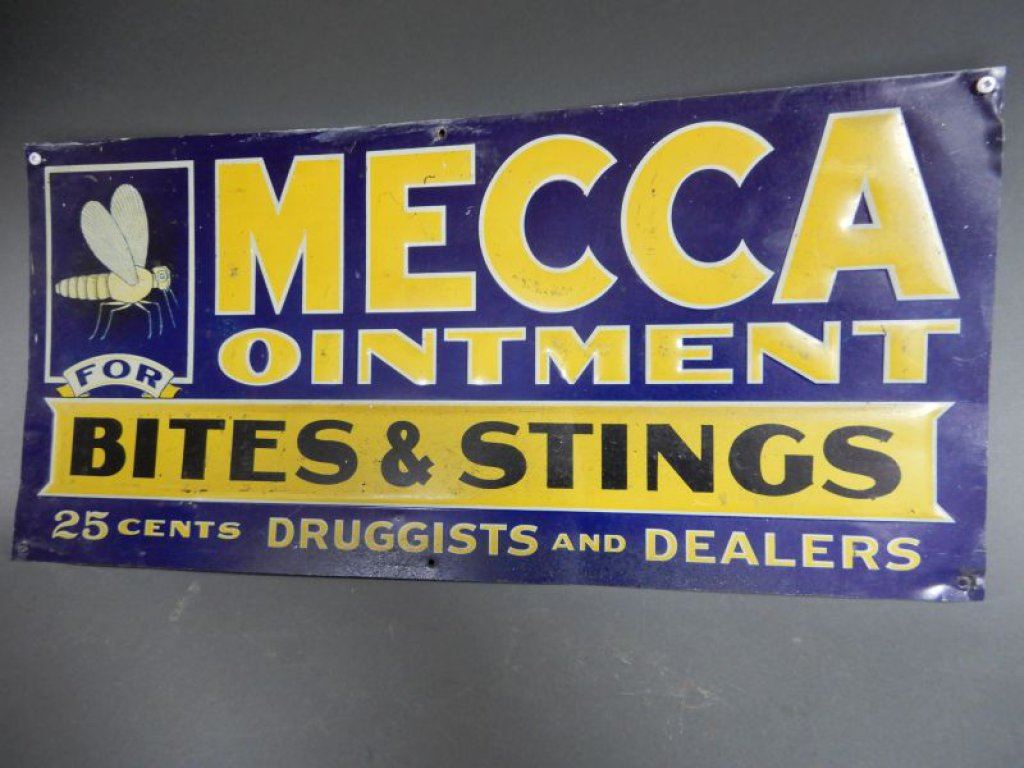 MECCA
OINTMENT
FOR
BITES & STINGS
25 CENTS DRUGGISTS AND DEALERS